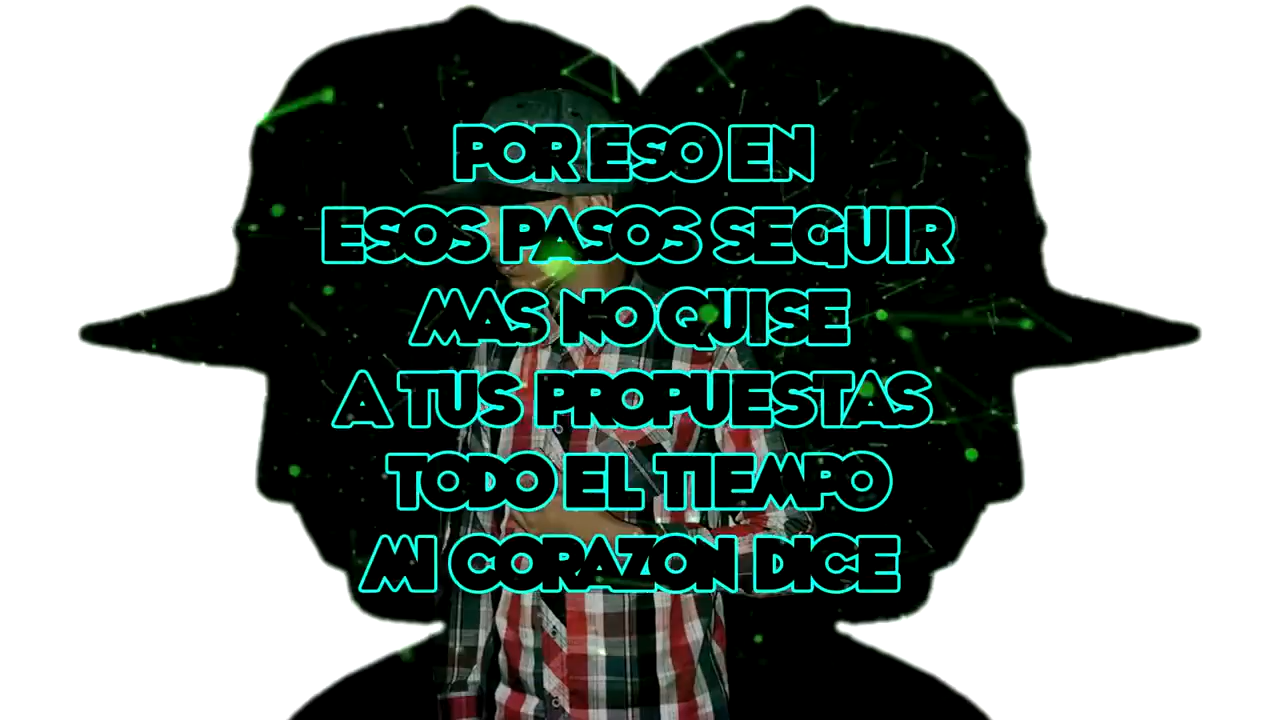 POR ESO EN
ESOS PASOS SEGUIR
MAS NO QUISE
A TUS PROPUESTAS
TODO EL TIEMPO
MI CORAZON DICE